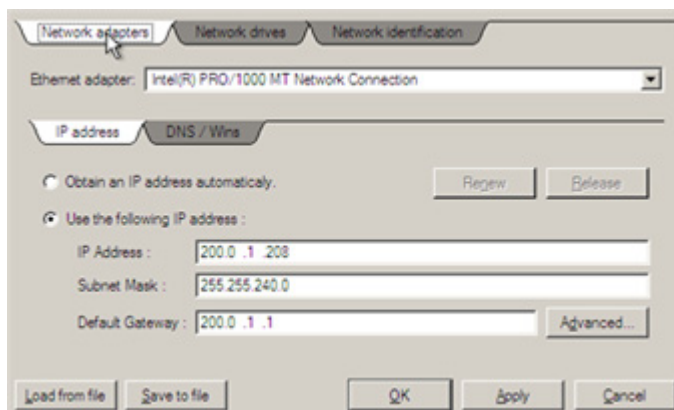 Network adapters Network drives Network identification
Ethernet adapter: Intel(R) PRO/1000 MT Network Connection
IP address DNS / Wins
Obtain an IP address automaticaly. Renew Release
Use the following IP address :
IP Address : 200.0 .1 .208
Subnet Mask : 255.255.240.0
Default Gateway : 200.0 .1 .1 Advanced...
Load from file Save to file OK Apply Cancel